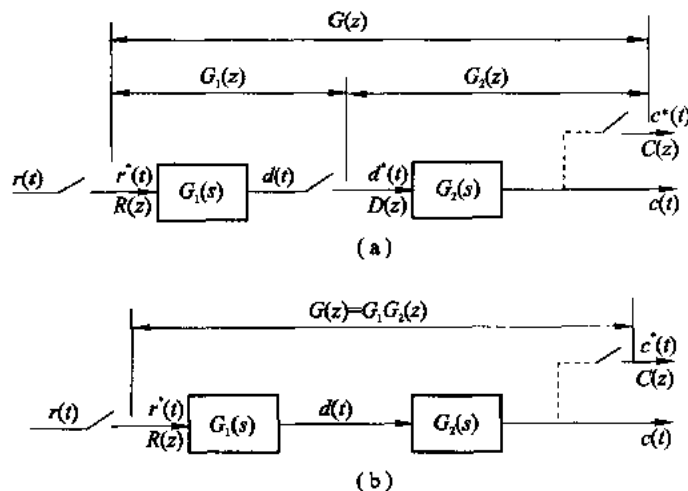 G(z)
G₁(z) G₂(z)
c*(t)
r(t) r*(t) G₁(s) d(t) d*(t) G₂(s) C(z)
R(z) D(z) c(t)
(a)
G(z)=G₁G₂(z)
c*(t)
C(z)
r(t) r*(t) G₁(s) d(t) G₂(s)
R(z) c(t)
(b)